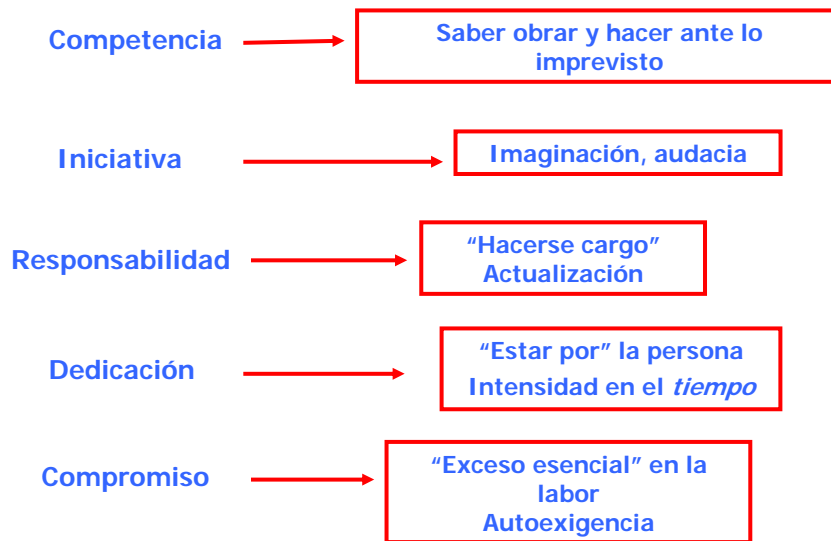 Competencia
Saber obrar y hacer ante lo
imprevisto
Iniciativa
Imaginación, audacia
Responsabilidad
“Hacerse cargo”
Actualización
Dedicación
“Estar por” la persona
Intensidad en el tiempo
Compromiso
“Exceso esencial” en la
labor
Autoexigencia